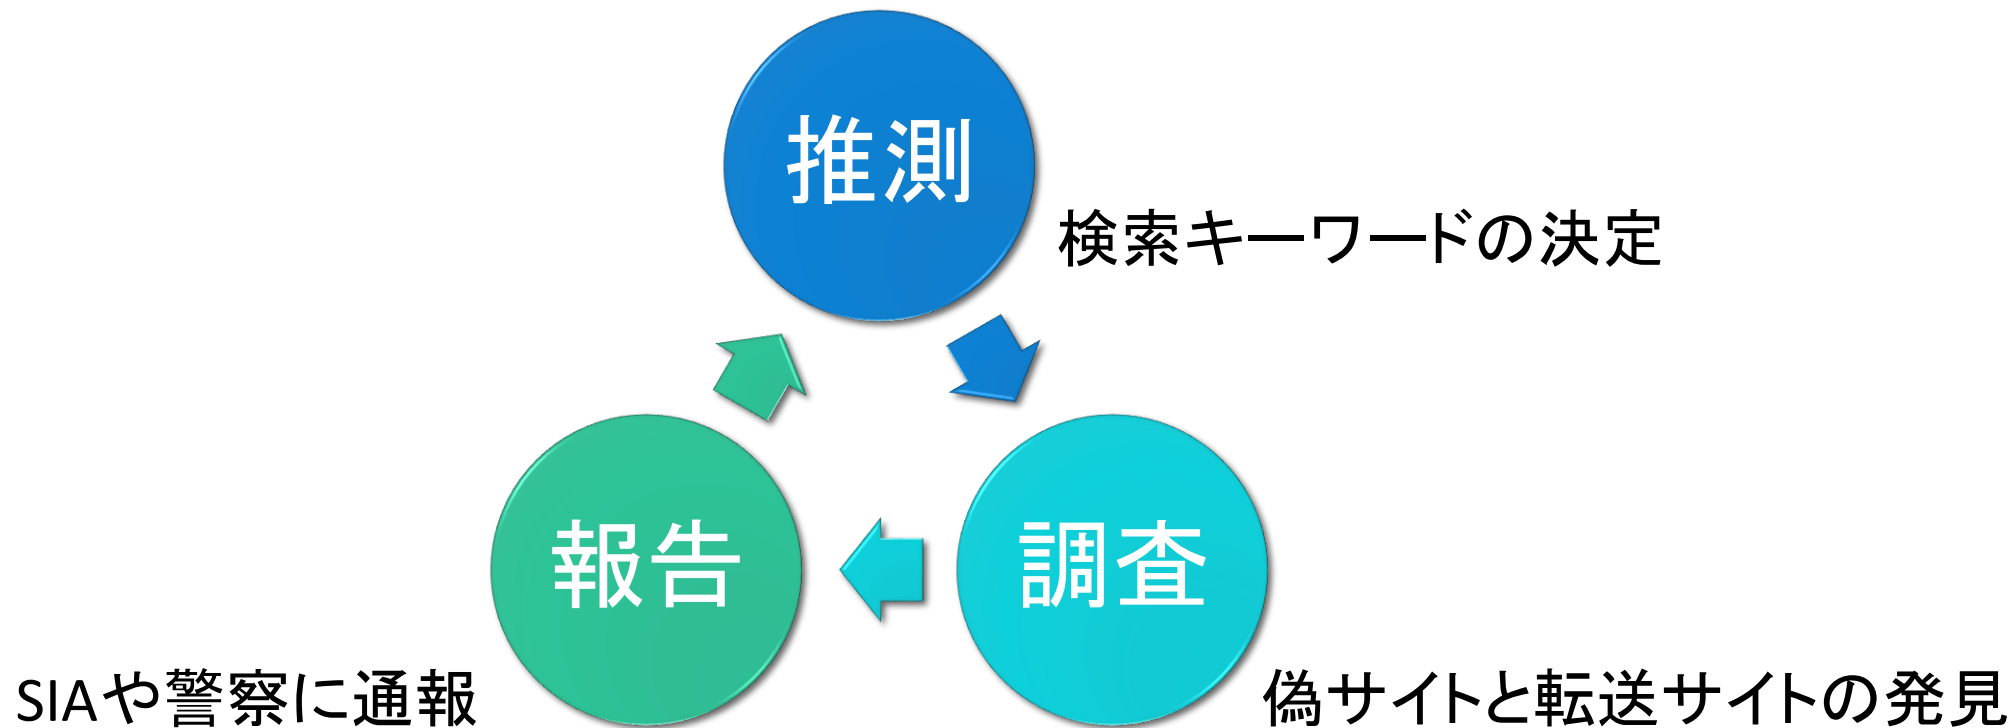 推測
検索キーワードの決定
報告
調査
SIAや警察に通報
偽サイトと転送サイトの発見